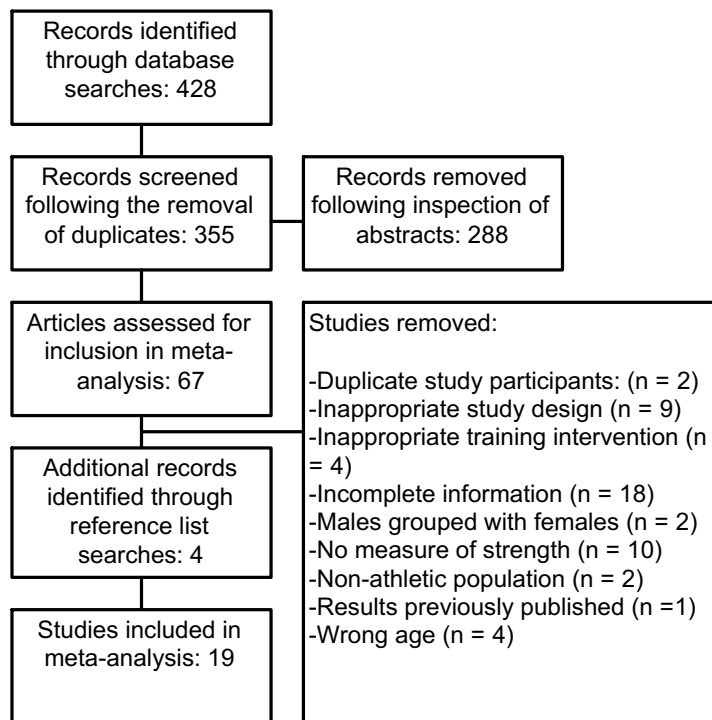 Records identified
through database
searches: 428
Records screened
following the removal
of duplicates: 355
Records removed
following inspection of
abstracts: 288
Articles assessed for
inclusion in meta-
analysis: 67
Studies removed:
-Duplicate study participants: (n = 2)
-Inappropriate study design (n = 9)
-Inappropriate training intervention (n
= 4)
-Incomplete information (n = 18)
-Males grouped with females (n = 2)
-No measure of strength (n = 10)
-Non-athletic population (n = 2)
-Results previously published (n =1)
-Wrong age (n = 4)
Additional records
identified through
reference list
searches: 4
Studies included in
meta-analysis: 19